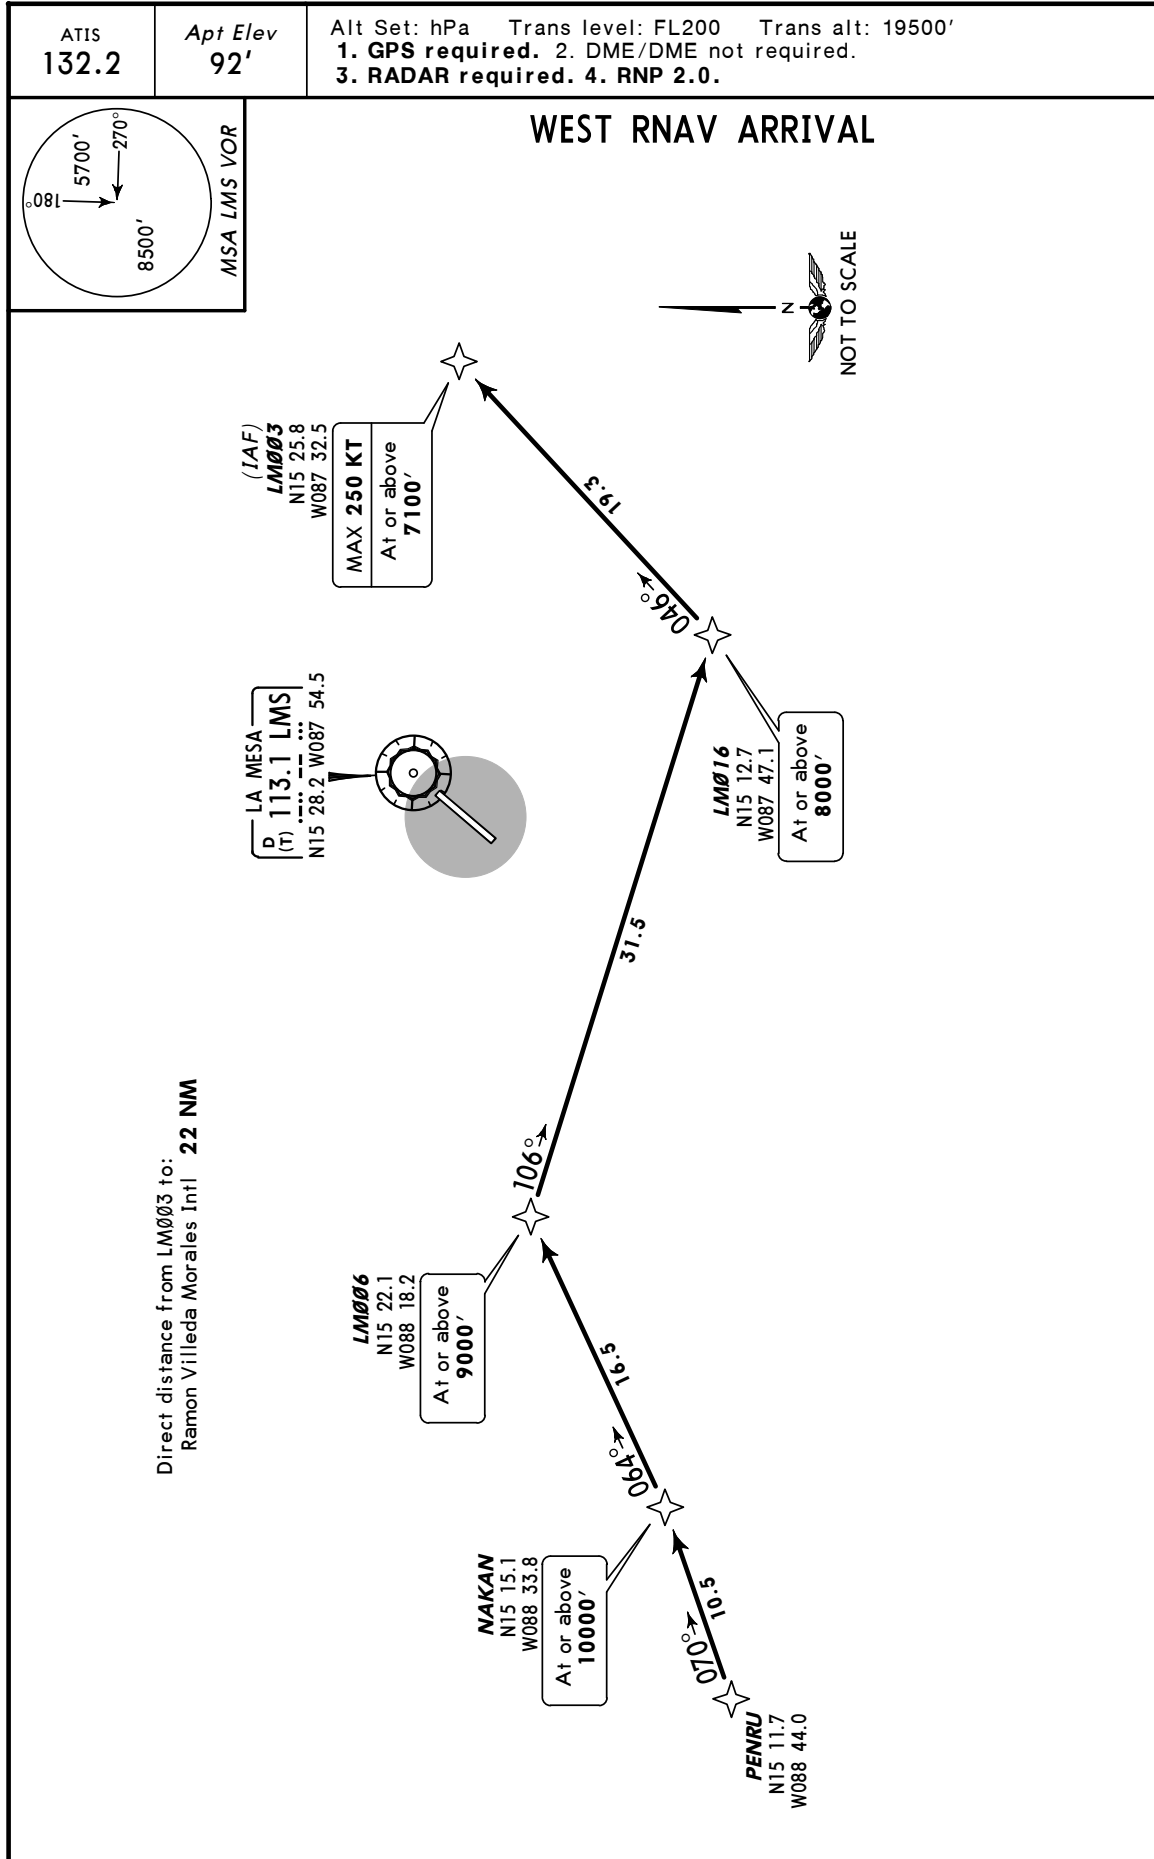 ATIS
132.2
Apt Elev
92'
Alt Set: hPa Trans level: FL200 Trans alt: 19500'
1. GPS required. 2. DME/DME not required.
3. RADAR required. 4. RNP 2.0.
WEST RNAV ARRIVAL
180°
5700'
270°
8500'
MSA LMS VOR
N
NOT TO SCALE
(IAF)
LMØØ3
N15 25.8
W087 32.5
MAX 250 KT
At or above
7100'
19.3
046°
LA MESA
D
(T)
113.1 LMS
N15 28.2 W087 54.5
LMØ16
N15 12.7
W087 47.1
At or above
8000'
31.5
106°
Direct distance from LMØØ3 to:
Ramon Villeda Morales Intl 22 NM
LMØØ6
N15 22.1
W088 18.2
At or above
9000'
16.5
064°
NAKAN
N15 15.1
W088 33.8
At or above
10000'
10.5
070°
PENRU
N15 11.7
W088 44.0